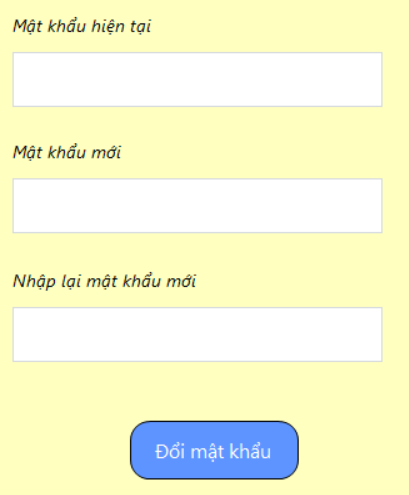 Mật khẩu hiện tại
Mật khẩu mới
Nhập lại mật khẩu mới
Đổi mật khẩu